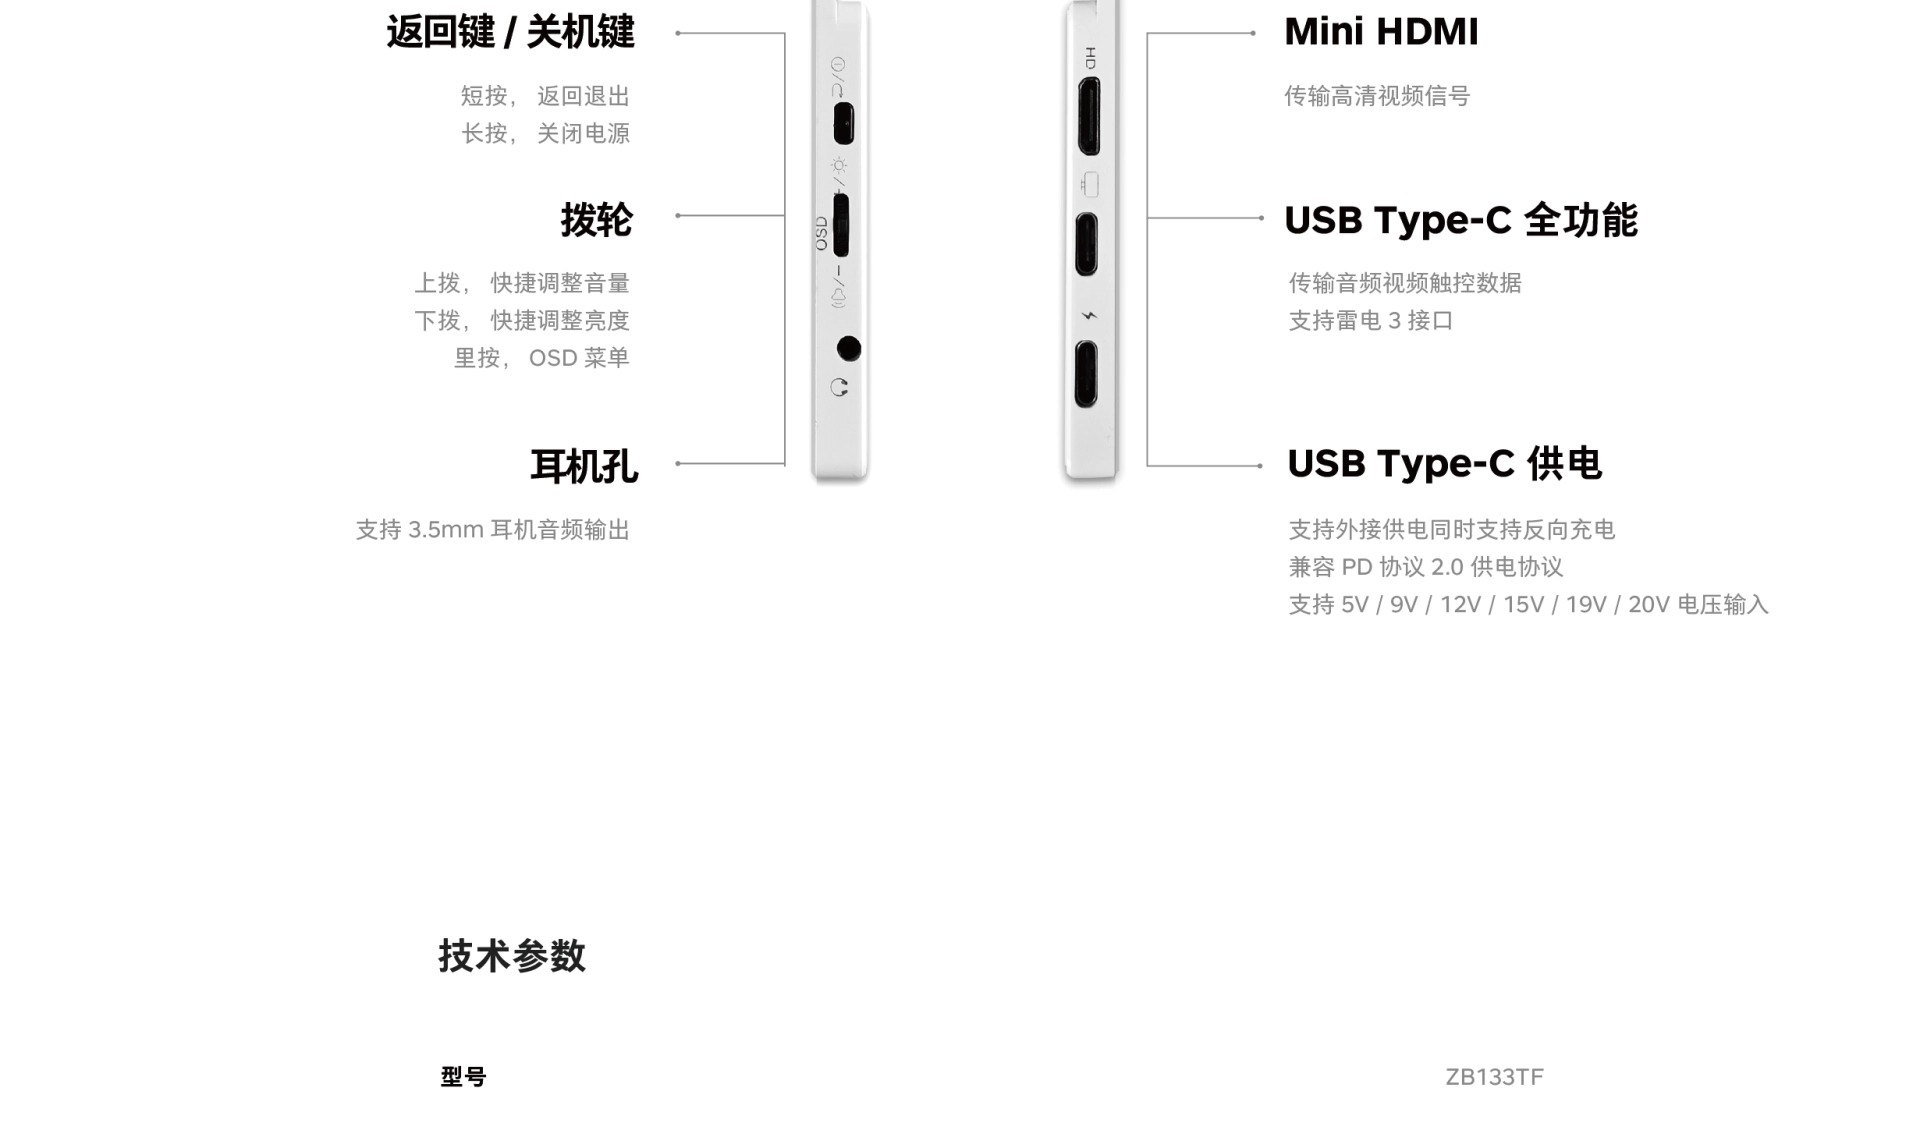 返回键 / 关机键
短按， 返回退出
长按， 关闭电源
拨轮
上拨， 快捷调整音量
下拨， 快捷调整亮度
里按， OSD 菜单
耳机孔
支持 3.5mm 耳机音频输出
OSD
HD
Mini HDMI
传输高清视频信号
USB Type-C 全功能
传输音频视频触控数据
支持雷电 3 接口
USB Type-C 供电
支持外接供电同时支持反向充电
兼容 PD 协议 2.0 供电协议
支持 5V / 9V / 12V / 15V / 19V / 20V 电压输入
技术参数
型号
ZB133TF